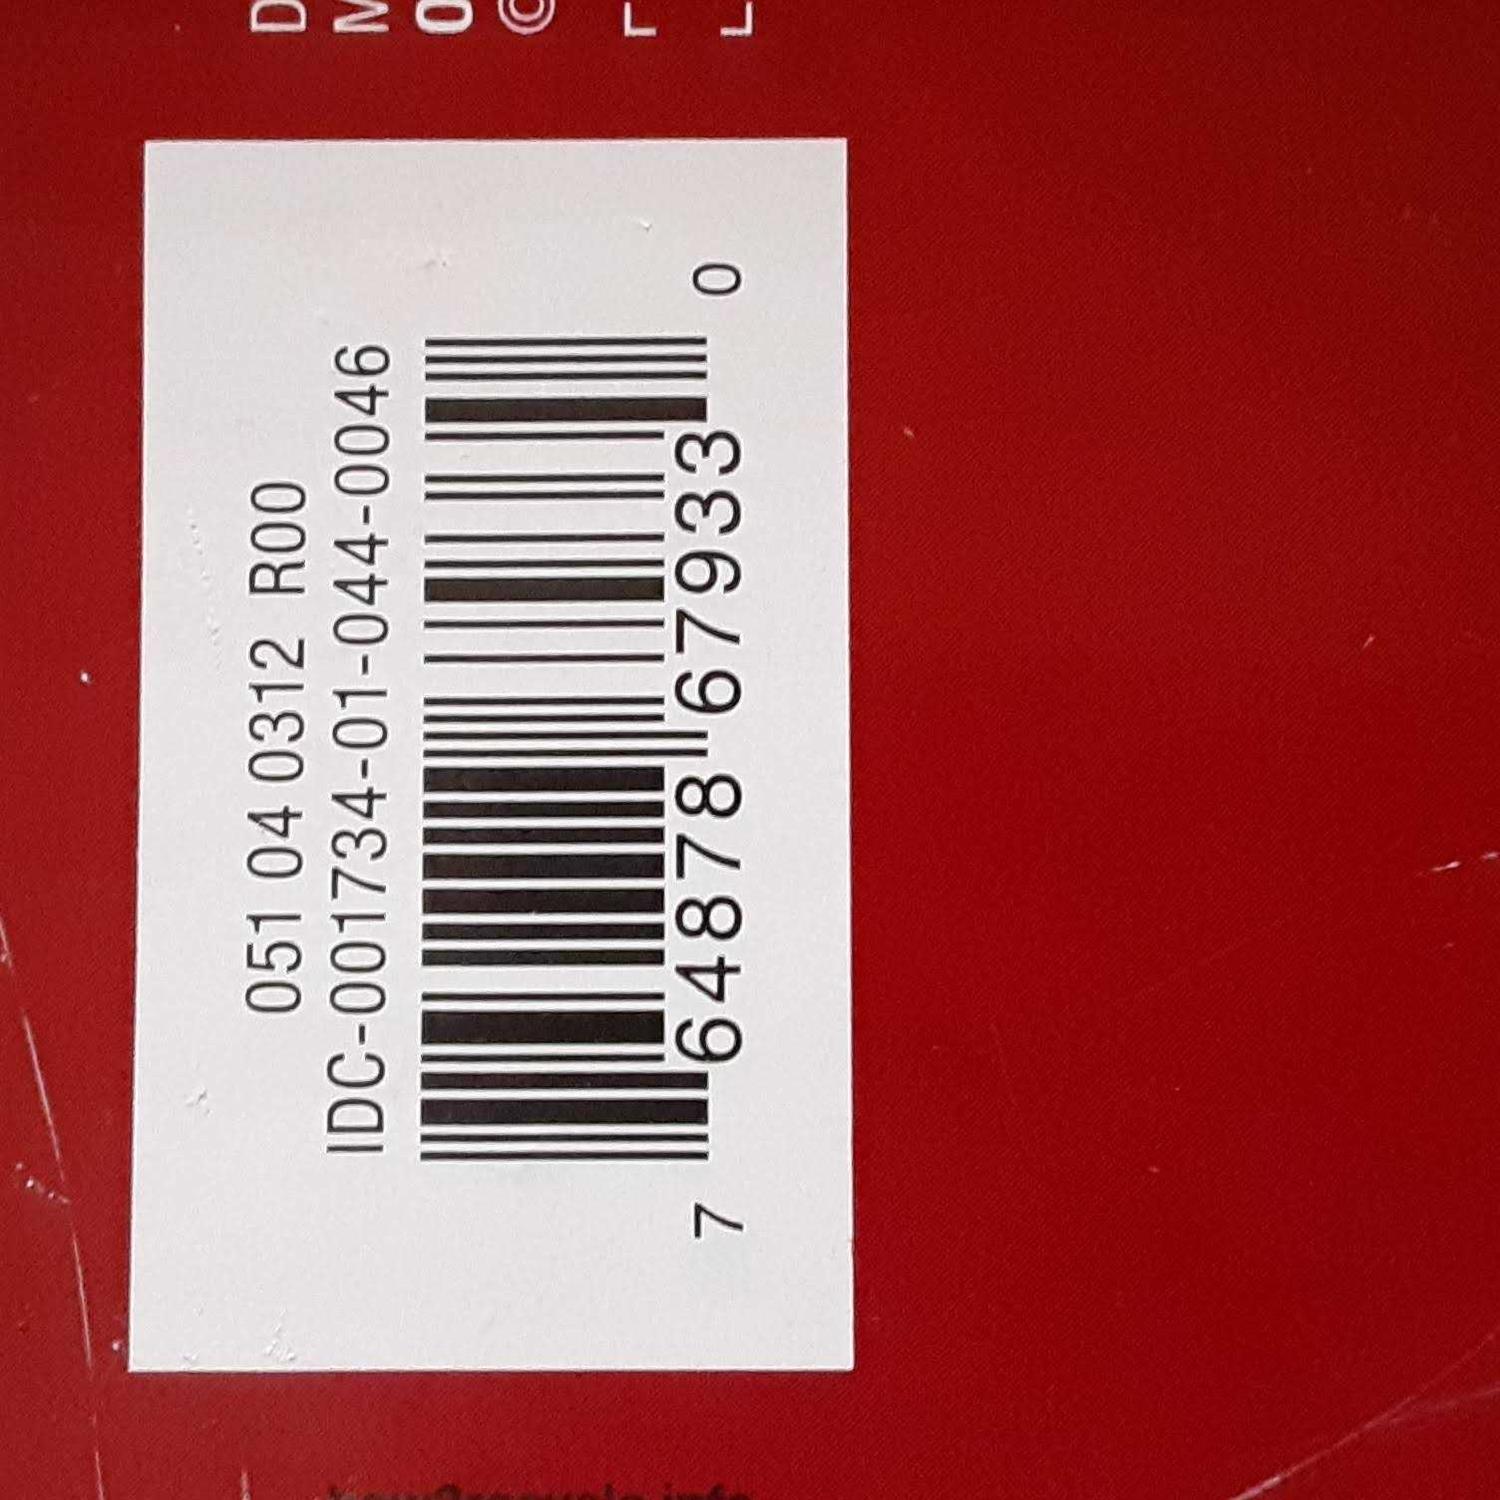 051 04 0312 R00
IDC-001734-01-044-0046
7 64878 67933 0